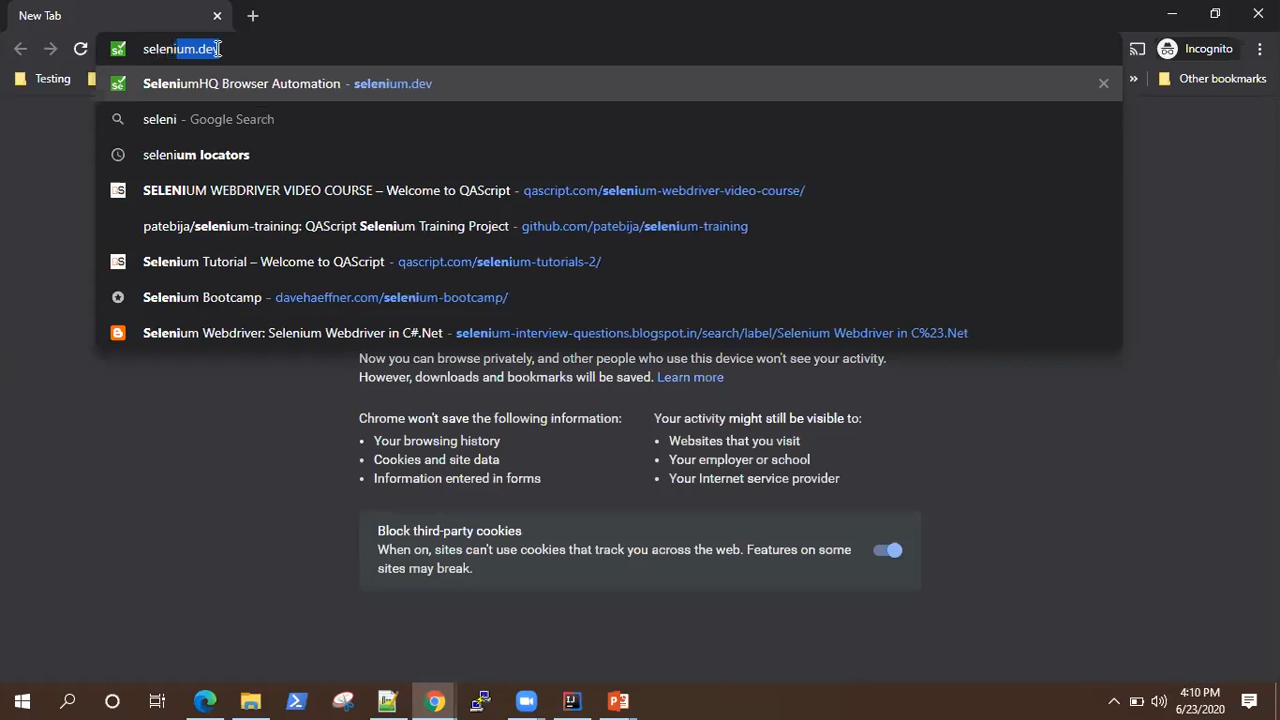 New Tab
selenium.dev
Incognito
Testing
Other bookmarks
SeleniumHQ Browser Automation - selenium.dev
seleni - Google Search
selenium locators
SELENIUM WEBDRIVER VIDEO COURSE – Welcome to QAScript - qascript.com/selenium-webdriver-video-course/
patebija/selenium-training: QAScript Selenium Training Project - github.com/patebija/selenium-training
Selenium Tutorial – Welcome to QAScript - qascript.com/selenium-tutorials-2/
Selenium Bootcamp - davehaeffner.com/selenium-bootcamp/
Selenium Webdriver: Selenium Webdriver in C#.Net - selenium-interview-questions.blogspot.in/search/label/Selenium Webdriver in C%23.Net
Now you can browse privately, and other people who use this device won't see your activity.
However, downloads and bookmarks will be saved. Learn more
Chrome won't save the following information:
• Your browsing history
• Cookies and site data
• Information entered in forms
Your activity might still be visible to:
• Websites that you visit
• Your employer or school
• Your Internet service provider
Block third-party cookies
When on, sites can't use cookies that track you across the web. Features on some
sites may break.
4:10 PM
6/23/2020